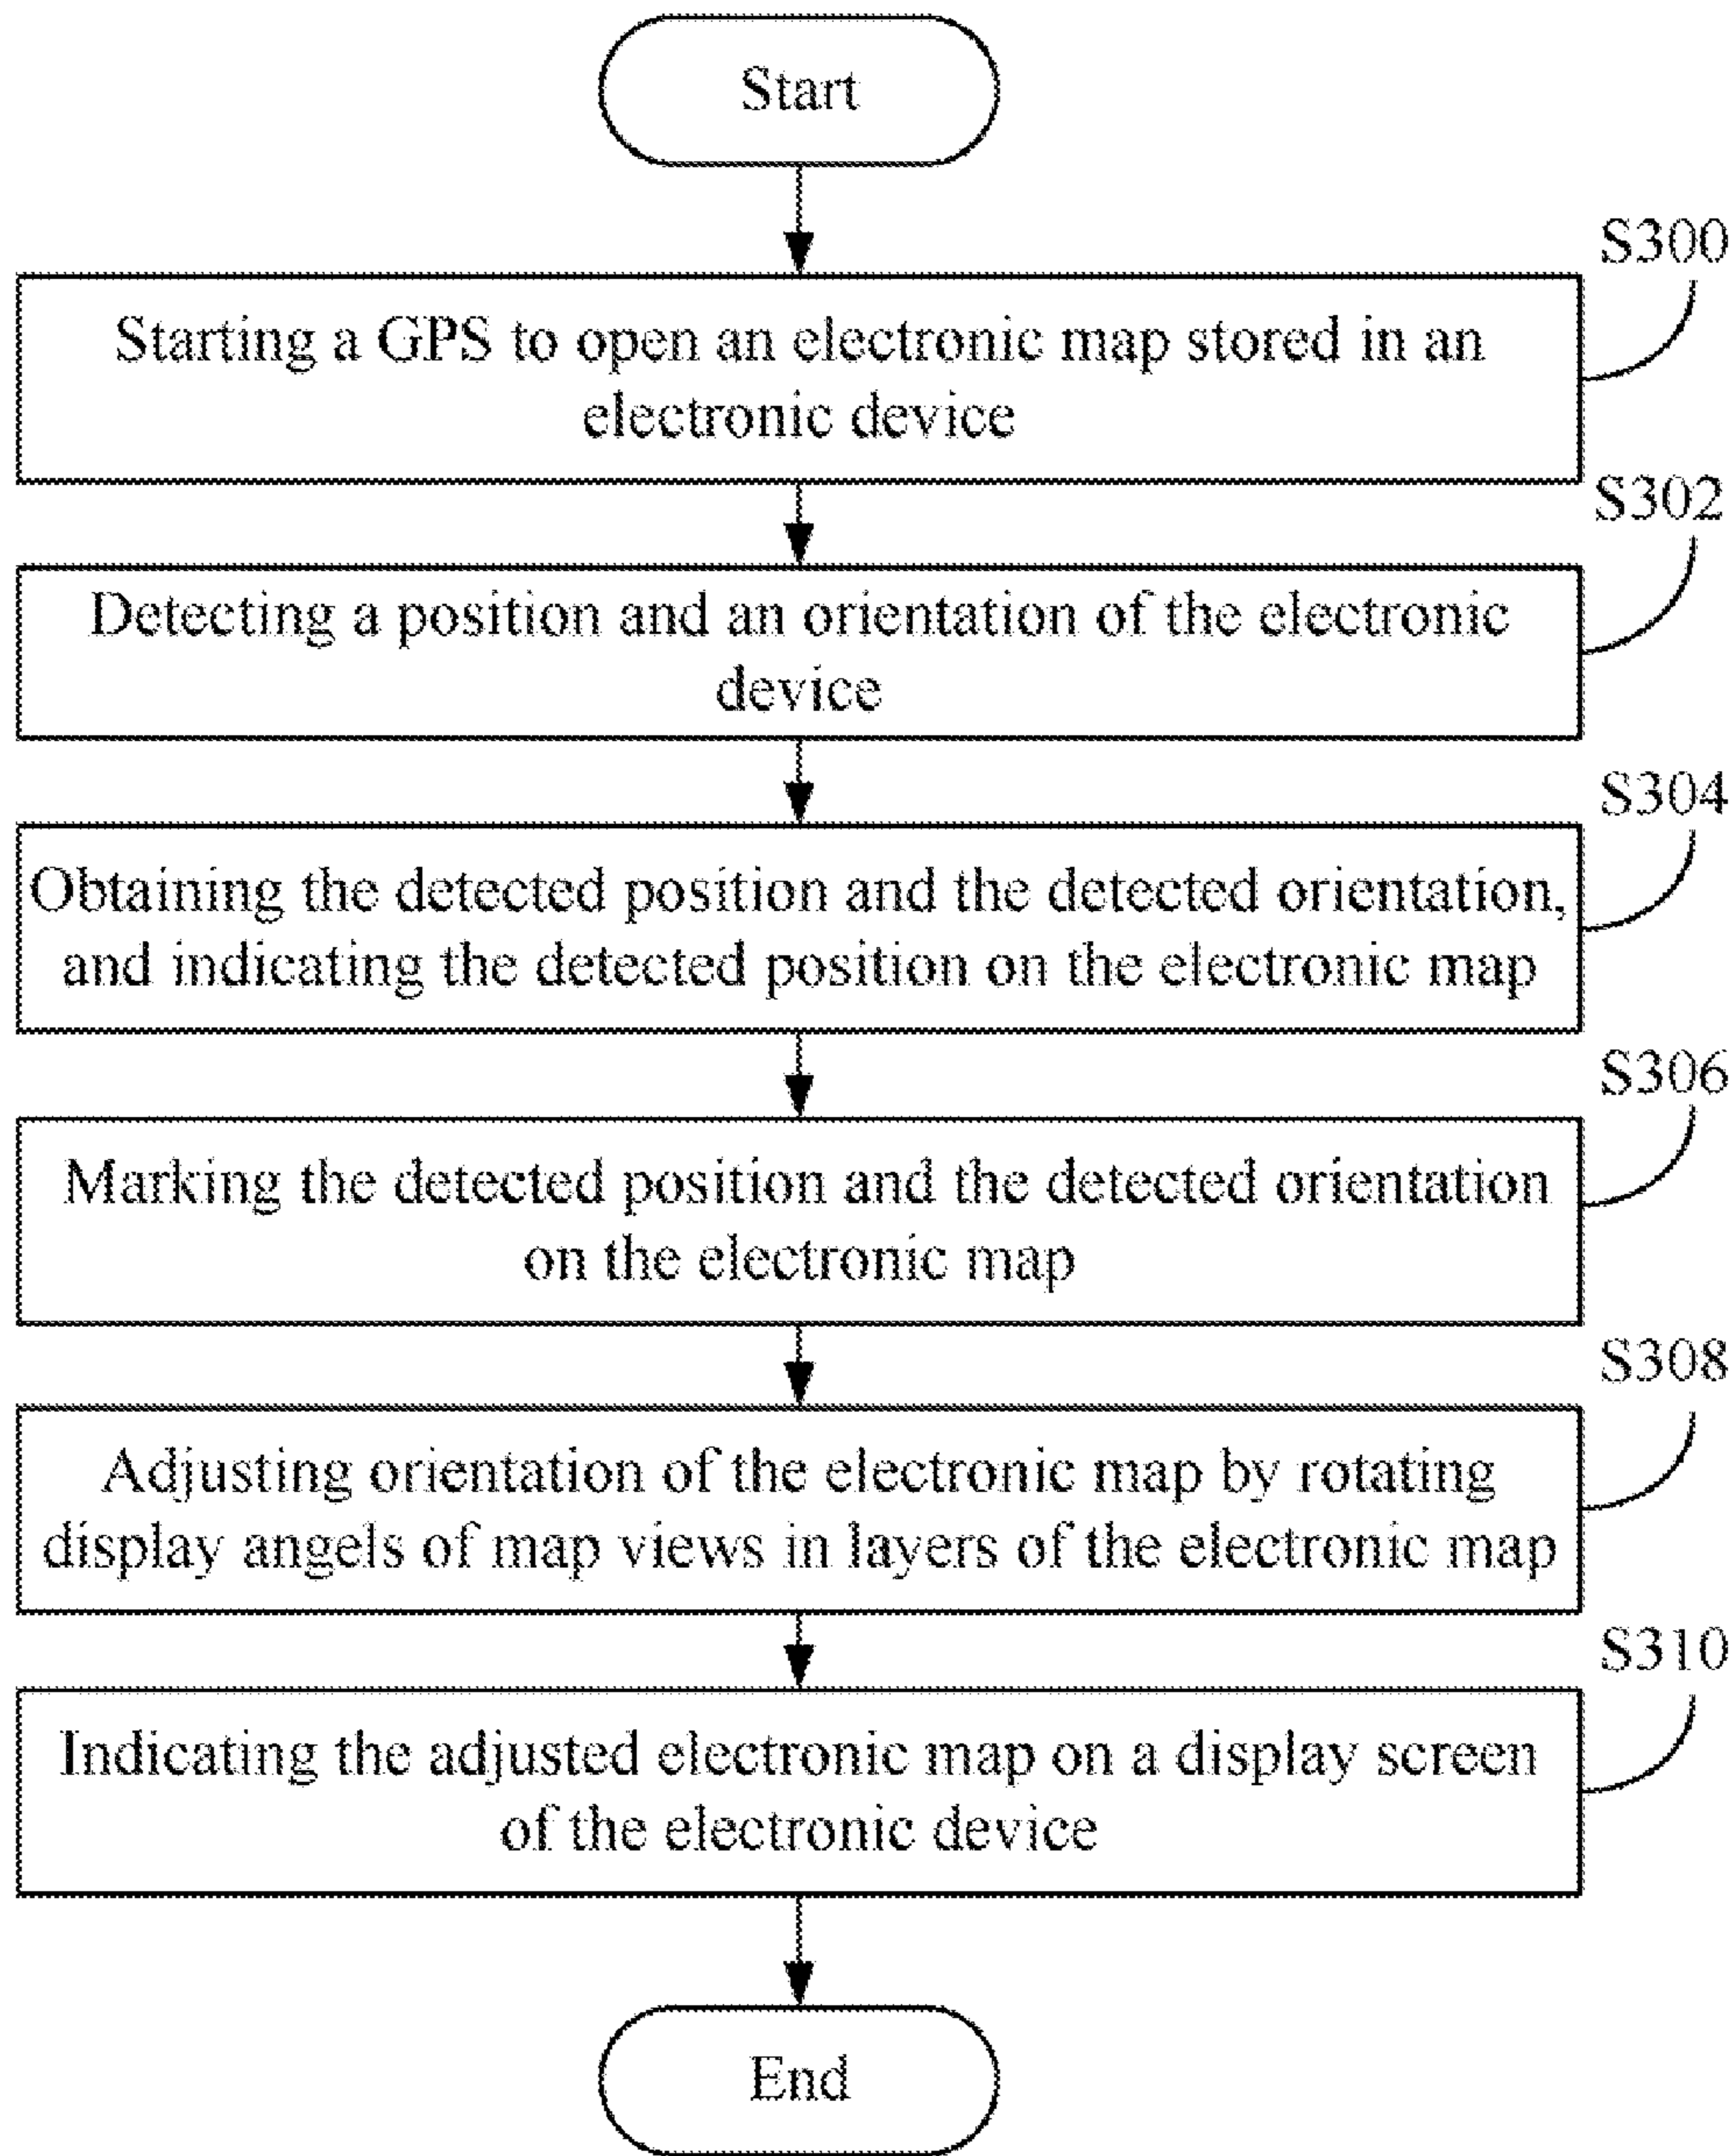 Start
S300
Starting a GPS to open an electronic map stored in an
electronic device
S302
Detecting a position and an orientation of the electronic
device
S304
Obtaining the detected position and the detected orientation,
and indicating the detected position on the electronic map
S306
Marking the detected position and the detected orientation
on the electronic map
S308
Adjusting orientation of the electronic map by rotating
display angels of map views in layers of the electronic map
S310
Indicating the adjusted electronic map on a display screen
of the electronic device
End